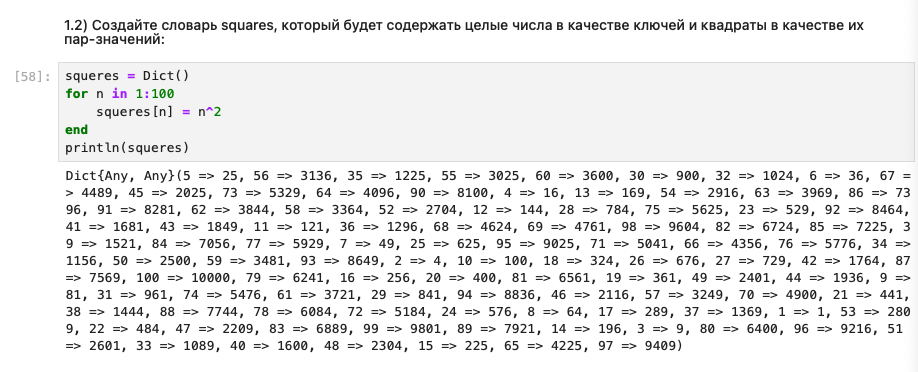 1.2) Создайте словарь squares, который будет содержать целые числа в качестве ключей и квадраты в качестве их
пар-значений:
[58]:
squeres = Dict()
for n in 1:100
    squeres[n] = n^2
end
println(squeres)
Dict{Any, Any}(5 => 25, 56 => 3136, 35 => 1225, 55 => 3025, 60 => 3600, 30 => 900, 32 => 1024, 6 => 36, 67 =
> 4489, 45 => 2025, 73 => 5329, 64 => 4096, 90 => 8100, 4 => 16, 13 => 169, 54 => 2916, 63 => 3969, 86 => 73
96, 91 => 8281, 62 => 3844, 58 => 3364, 52 => 2704, 12 => 144, 28 => 784, 75 => 5625, 23 => 529, 92 => 8464,
41 => 1681, 43 => 1849, 11 => 121, 36 => 1296, 68 => 4624, 69 => 4761, 98 => 9604, 82 => 6724, 85 => 7225, 3
9 => 1521, 84 => 7056, 77 => 5929, 7 => 49, 25 => 625, 95 => 9025, 71 => 5041, 66 => 4356, 76 => 5776, 34 =>
1156, 50 => 2500, 59 => 3481, 93 => 8649, 2 => 4, 10 => 100, 18 => 324, 26 => 676, 27 => 729, 42 => 1764, 87
=> 7569, 100 => 10000, 79 => 6241, 16 => 256, 20 => 400, 81 => 6561, 19 => 361, 49 => 2401, 44 => 1936, 9 =>
81, 31 => 961, 74 => 5476, 61 => 3721, 29 => 841, 94 => 8836, 46 => 2116, 57 => 3249, 70 => 4900, 21 => 441,
38 => 1444, 88 => 7744, 78 => 6084, 72 => 5184, 24 => 576, 8 => 64, 17 => 289, 37 => 1369, 1 => 1, 53 => 280
9, 22 => 484, 47 => 2209, 83 => 6889, 99 => 9801, 89 => 7921, 14 => 196, 3 => 9, 80 => 6400, 96 => 9216, 51
=> 2601, 33 => 1089, 40 => 1600, 48 => 2304, 15 => 225, 65 => 4225, 97 => 9409)